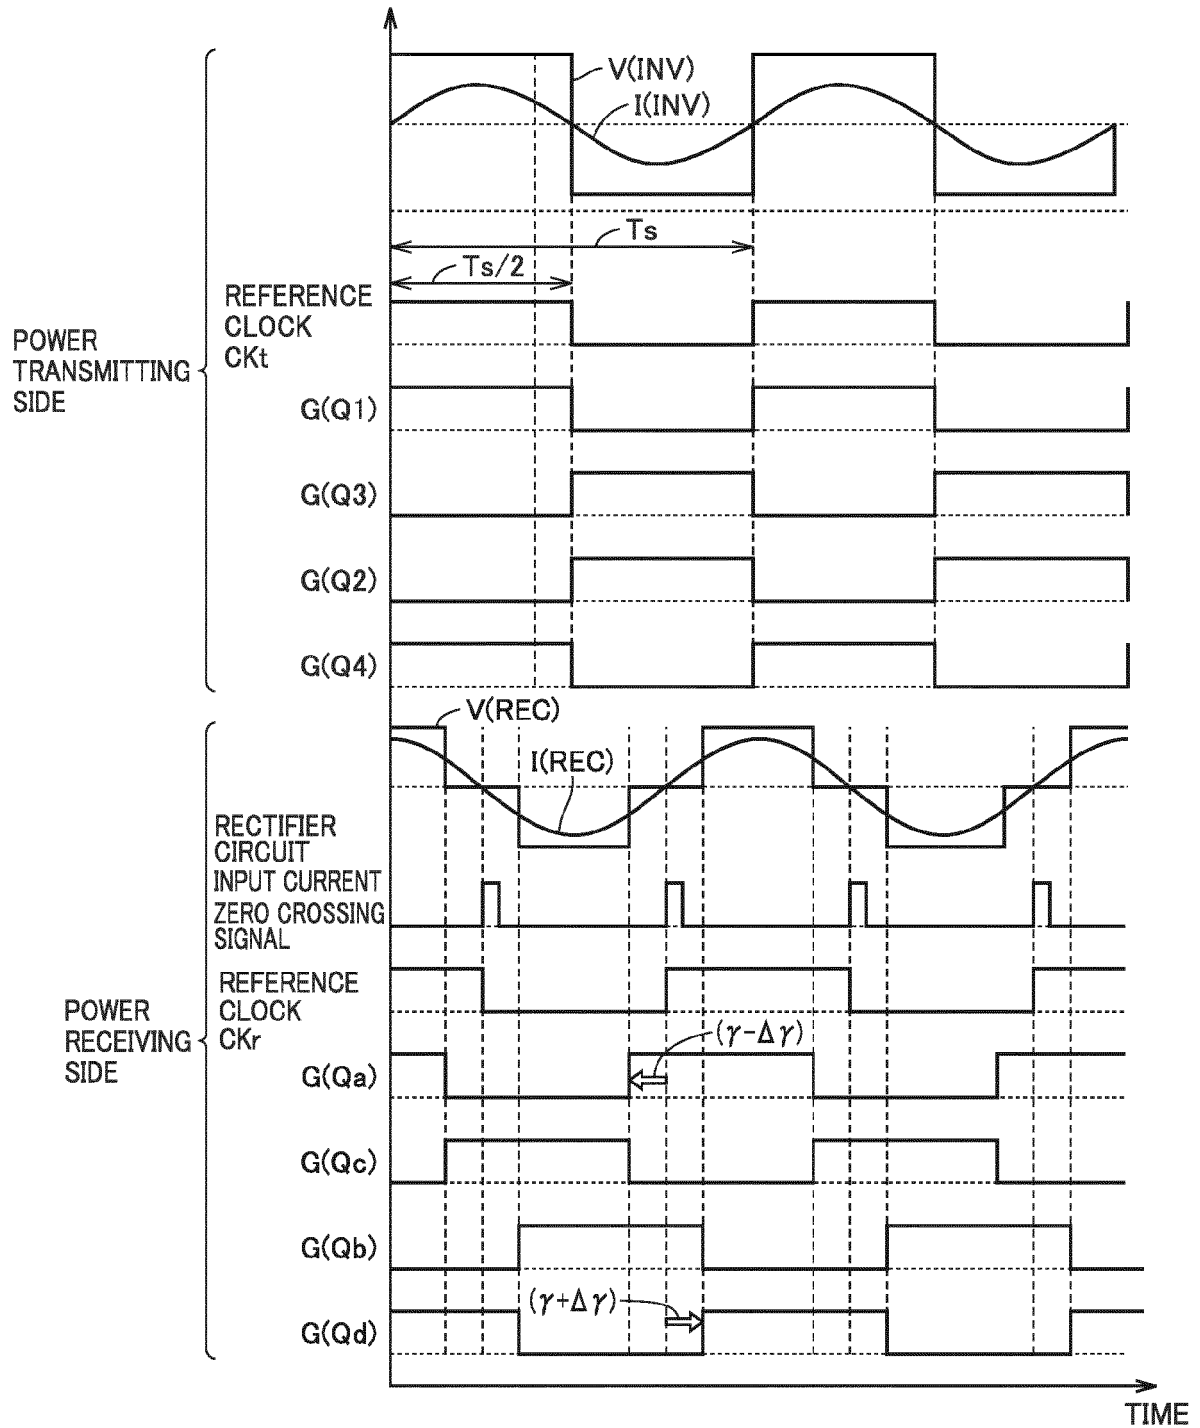 V(INV)
I(INV)
Ts
Ts/2
POWER
TRANSMITTING
SIDE
REFERENCE
CLOCK
CKt
G(Q1)
G(Q3)
G(Q2)
G(Q4)
V(REC)
I(REC)
RECTIFIER
CIRCUIT
INPUT CURRENT
ZERO CROSSING
SIGNAL
POWER
RECEIVING
SIDE
REFERENCE
CLOCK
CKr
(γ-Δγ)
G(Qa)
G(Qc)
G(Qb)
(γ+Δγ)
G(Qd)
TIME